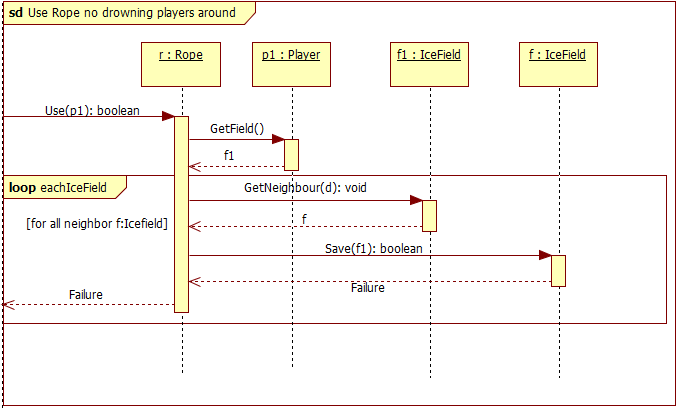 sd Use Rope no drowning players around
r : Rope
p1 : Player
f1 : IceField
f : IceField
Use(p1): boolean
GetField()
f1
loop eachIceField
GetNeighbour(d): void
[for all neighbor f:Icefield]
f
Save(f1): boolean
Failure
Failure